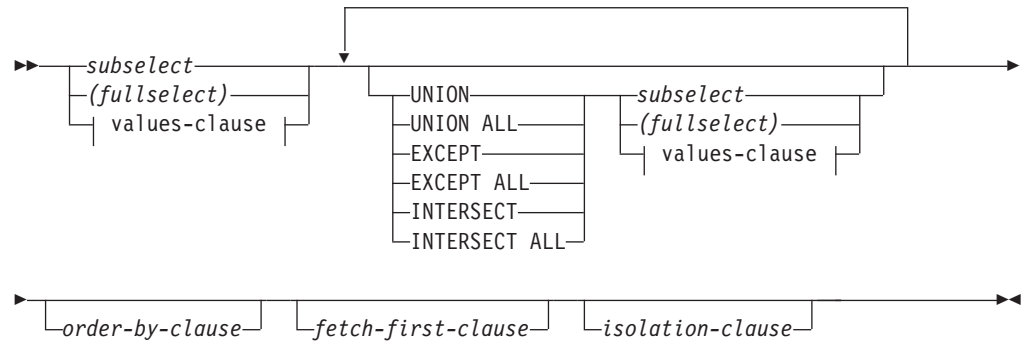 subselect
(fullselect)
values-clause
UNION
UNION ALL
EXCEPT
EXCEPT ALL
INTERSECT
INTERSECT ALL
subselect
(fullselect)
values-clause
order-by-clause
fetch-first-clause
isolation-clause